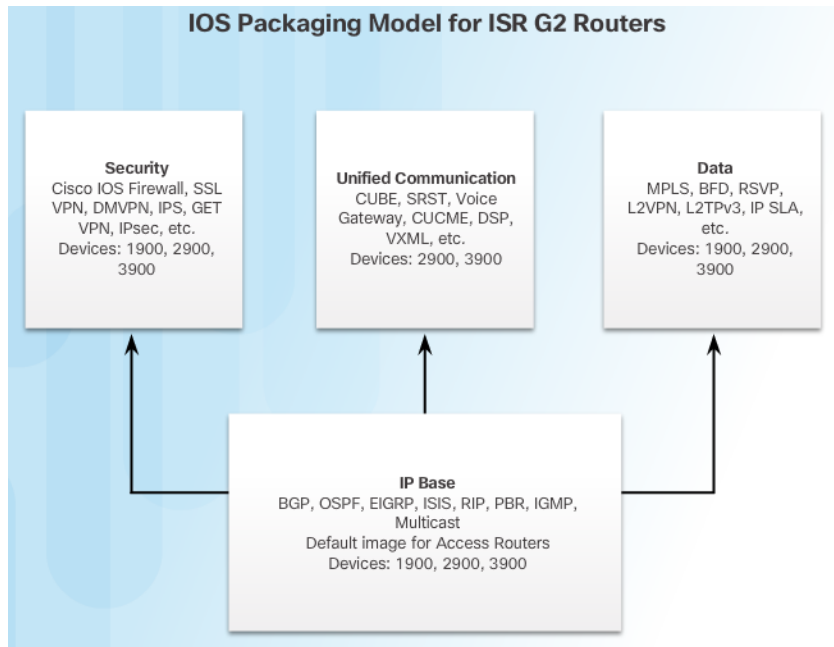 IOS Packaging Model for ISR G2 Routers
Security
Cisco IOS Firewall, SSL
VPN, DMVPN, IPS, GET
VPN, IPsec, etc.
Devices: 1900, 2900,
3900
Unified Communication
CUBE, SRST, Voice
Gateway, CUCME, DSP,
VXML, etc.
Devices: 2900, 3900
Data
MPLS, BFD, RSVP,
L2VPN, L2TPv3, IP SLA,
etc.
Devices: 1900, 2900,
3900
IP Base
BGP, OSPF, EIGRP, ISIS, RIP, PBR, IGMP,
Multicast
Default image for Access Routers
Devices: 1900, 2900, 3900